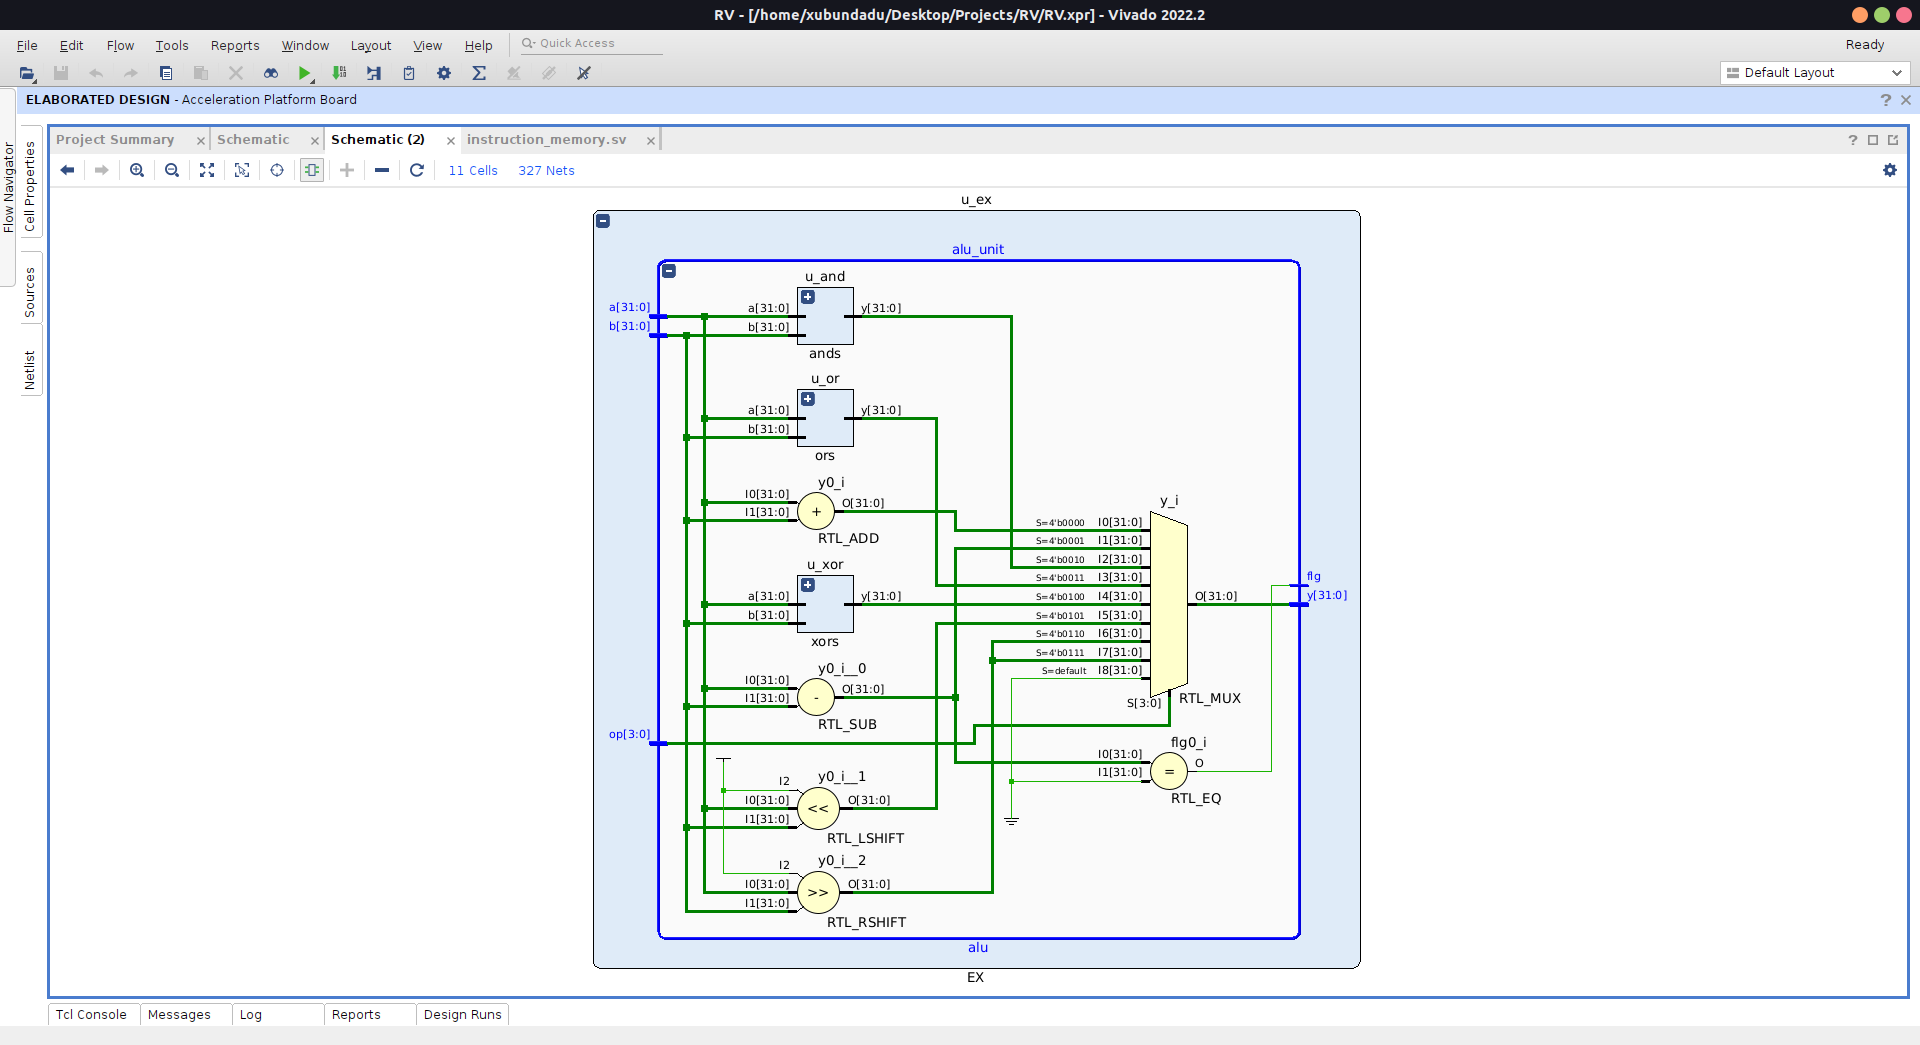 RV - [/home/xubundadu/Desktop/Projects/RV/RV.xpr] - Vivado 2022.2
File Edit Flow Tools Reports Window Layout View Help Quick Access Ready
Default Layout
ELABORATED DESIGN - Acceleration Platform Board
Flow Navigator
Cell Properties
Sources
Netlist
Project Summary Schematic Schematic (2) instruction_memory.sv
11 Cells 327 Nets
u_ex
alu_unit
a[31:0]
b[31:0]
op[3:0]
u_and
a[31:0] y[31:0]
b[31:0]
ands
u_or
a[31:0] y[31:0]
b[31:0]
ors
y0_i
I0[31:0] O[31:0]
I1[31:0]
+
RTL_ADD
u_xor
a[31:0] y[31:0]
b[31:0]
xors
y0_i__0
I0[31:0] O[31:0]
I1[31:0]
-
RTL_SUB
y0_i__1
I2
I0[31:0] O[31:0]
I1[31:0]
<<
RTL_LSHIFT
y0_i__2
I2
I0[31:0] O[31:0]
I1[31:0]
>>
RTL_RSHIFT
y_i
S=4'b0000 I0[31:0]
S=4'b0001 I1[31:0]
S=4'b0010 I2[31:0]
S=4'b0011 I3[31:0]
S=4'b0100 I4[31:0] O[31:0]
S=4'b0101 I5[31:0]
S=4'b0110 I6[31:0]
S=4'b0111 I7[31:0]
S=default I8[31:0]
S[3:0]
RTL_MUX
flg0_i
I0[31:0] O
I1[31:0]
=
RTL_EQ
flg
y[31:0]
alu
EX
Tcl Console Messages Log Reports Design Runs